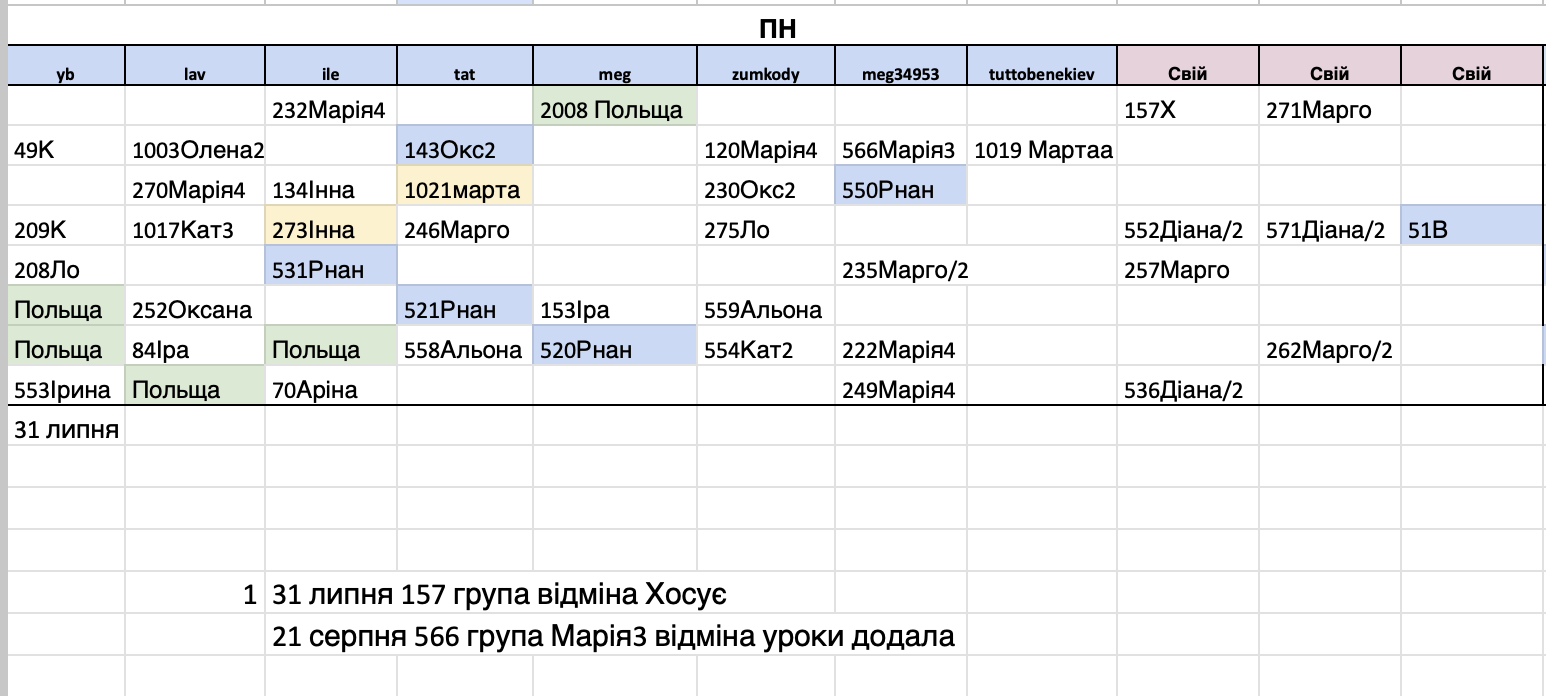 ПН
yb lav ile tat meg zumkody meg34953 tuttobenekiev Свій Свій Свій
232Марія4 2008 Польща 157Х 271Марго
49К 1003Олена2 143Окс2 120Марія4 566Марія3 1019 Мартаа
270Марія4 134Інна 1021марта 230Окс2 550Рнан
209К 1017Кат3 273Інна 246Марго 275Ло 552Діана/2 571Діана/2 51В
208Ло 531Рнан 235Марго/2 257Марго
Польща 252Оксана 521Рнан 153Іра 559Альона
Польща 84Іра Польща 558Альона 520Рнан 554Кат2 222Марія4 262Марго/2
553Ірина Польща 70Аріна 249Марія4 536Діана/2
31 липня
1 31 липня 157 група відміна Хосує
21 серпня 566 група Марія3 відміна уроки додала